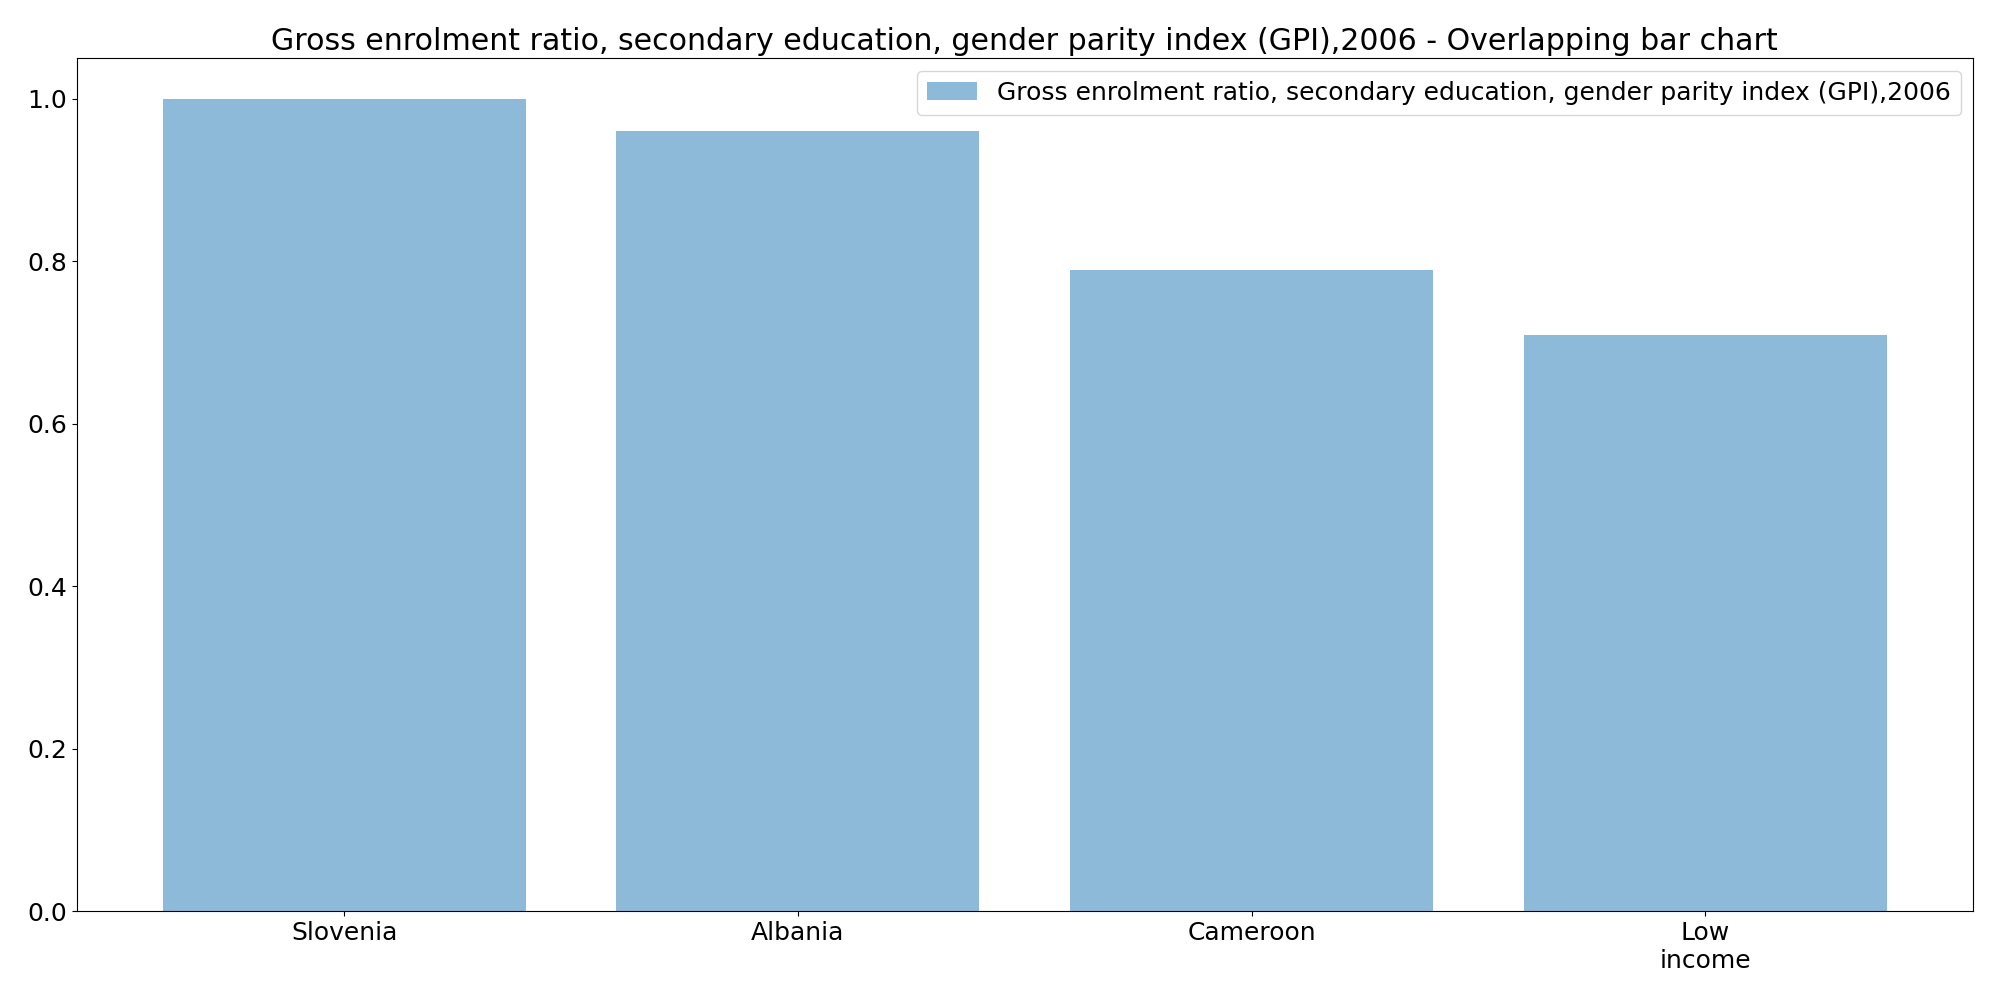 Gross enrolment ratio, secondary education, gender parity index (GPI),2006 - Overlapping bar chart
Gross enrolment ratio, secondary education, gender parity index (GPI),2006
1.0
0.8
0.6
0.4
0.2
0.0
Slovenia
Albania
Cameroon
Low
income